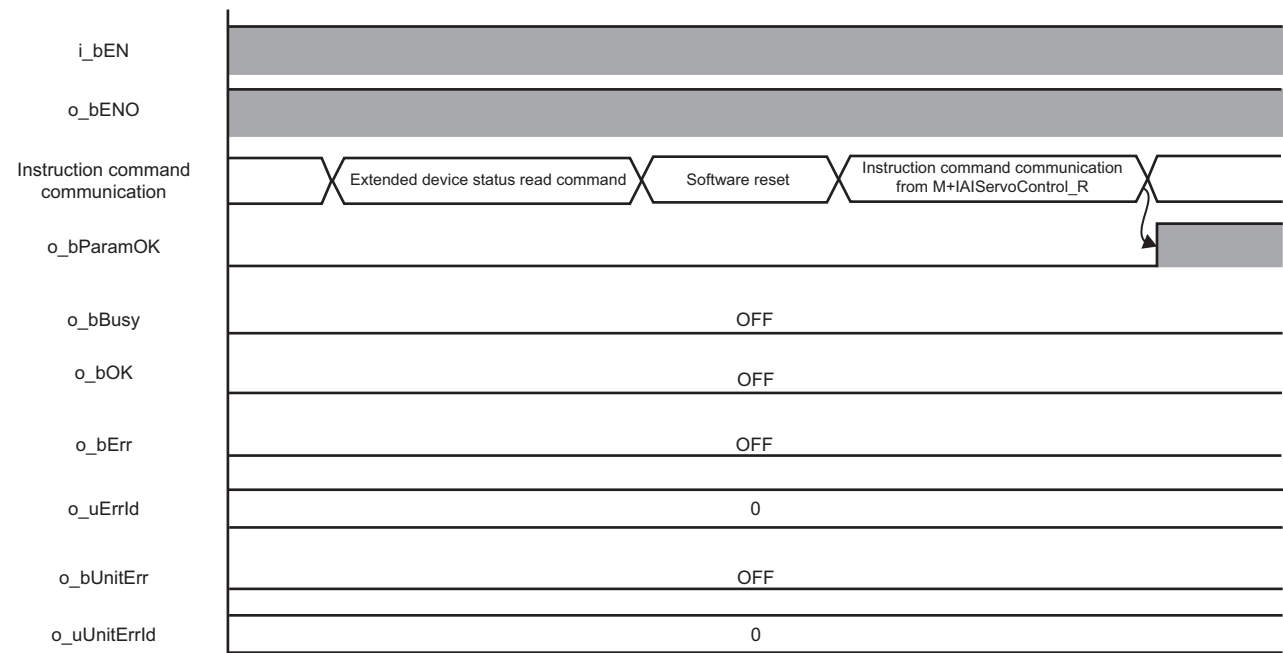 i_bEN
o_bENO
Instruction command
communication
Extended device status read command
Software reset
Instruction command communication
from M+IAIServoControl_R
o_bParamOK
o_bBusy
OFF
o_bOK
OFF
o_bErr
OFF
o_uErrId
0
o_bUnitErr
OFF
o_uUnitErrId
0